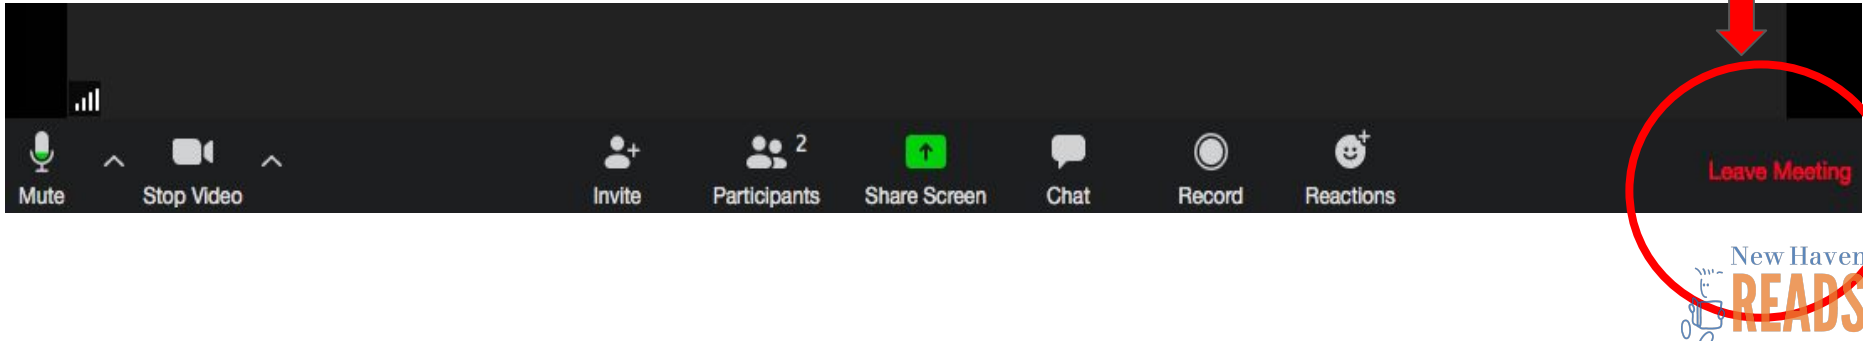 2
Mute
Stop Video
Invite
Participants
Share Screen
Chat
Record
Reactions
Leave Meeting
New Haven
READS